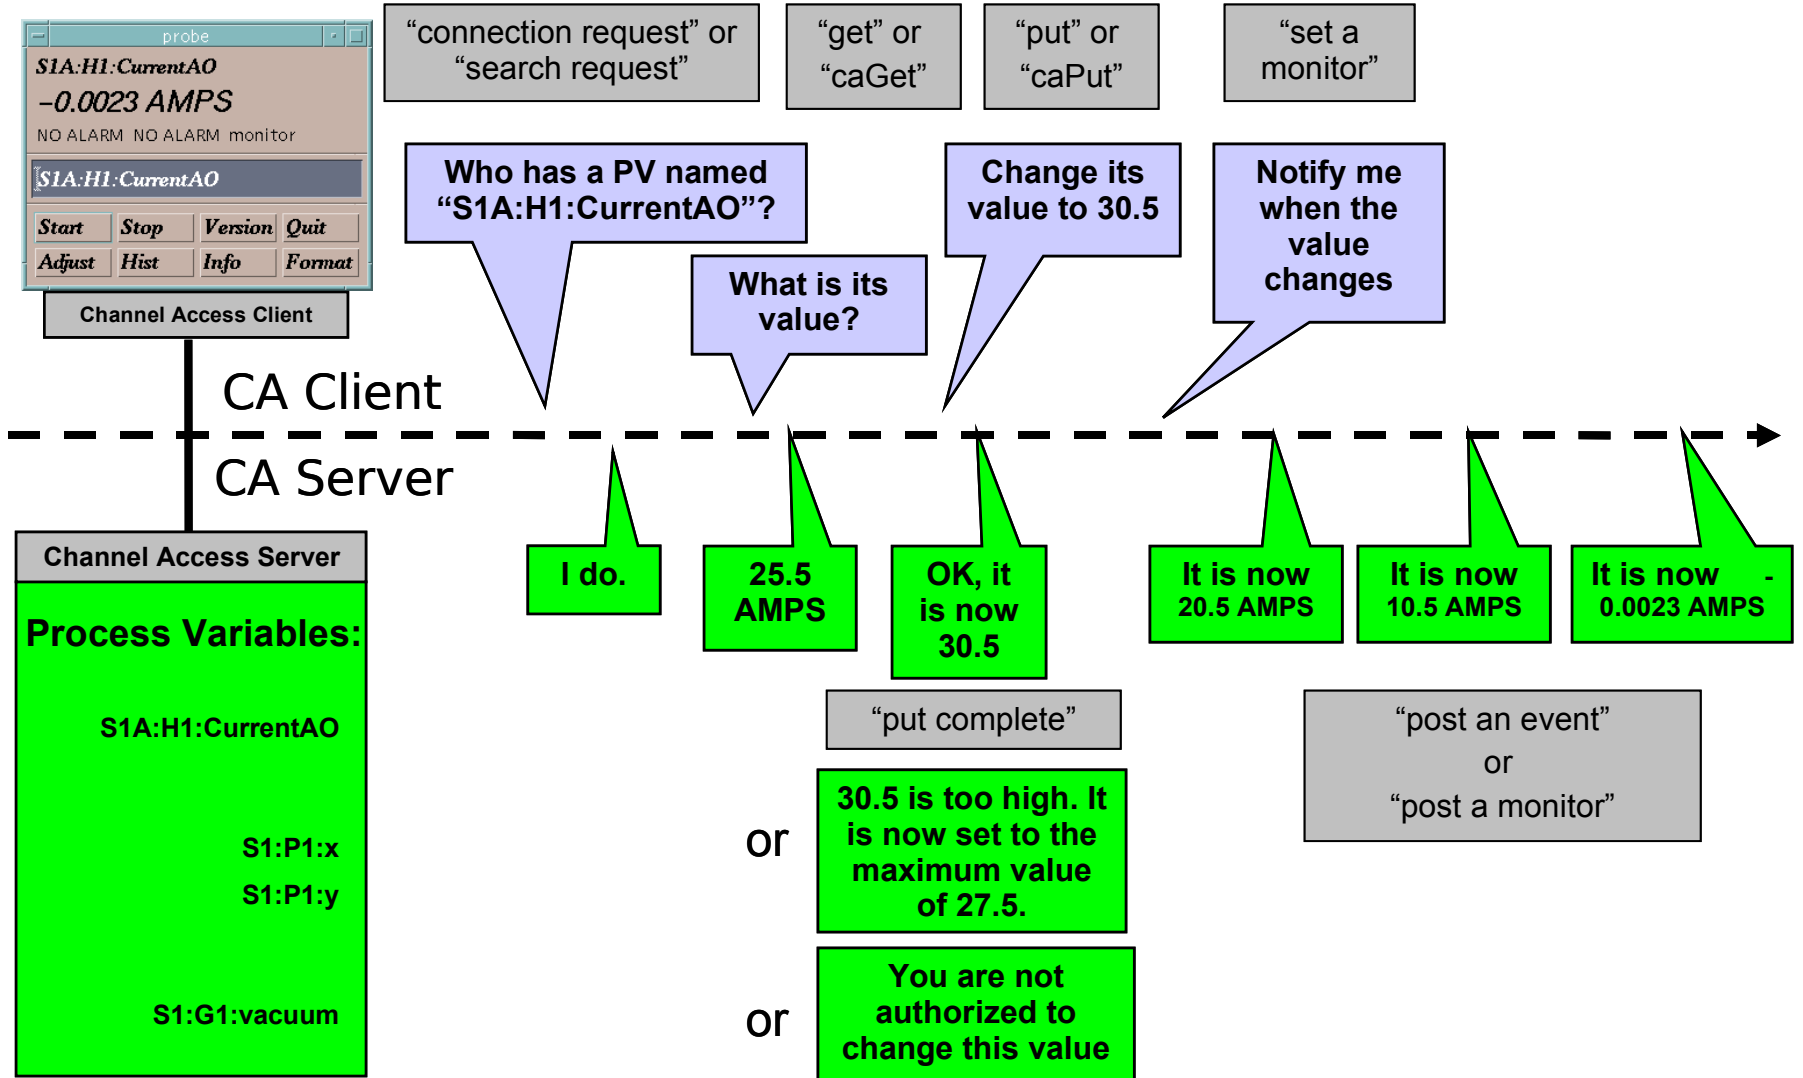 probe
S1A:H1:CurrentAO
-0.0023 AMPS
NO ALARM NO ALARM monitor
S1A:H1:CurrentAO
Start Stop Version Quit
Adjust Hist Info Format
Channel Access Client
“connection request” or
“search request”
“get” or
“caGet”
“put” or
“caPut”
“set a
monitor”
Who has a PV named
“S1A:H1:CurrentAO”?
What is its
value?
Change its
value to 30.5
Notify me
when the
value
changes
CA Client
CA Server
Channel Access Server
Process Variables:
S1A:H1:CurrentAO
S1:P1:x
S1:P1:y
S1:G1:vacuum
I do.
25.5
AMPS
OK, it
is now
30.5
It is now
20.5 AMPS
It is now
10.5 AMPS
It is now -
0.0023 AMPS
“put complete”
“post an event”
or
“post a monitor”
or
30.5 is too high. It
is now set to the
maximum value
of 27.5.
or
You are not
authorized to
change this value